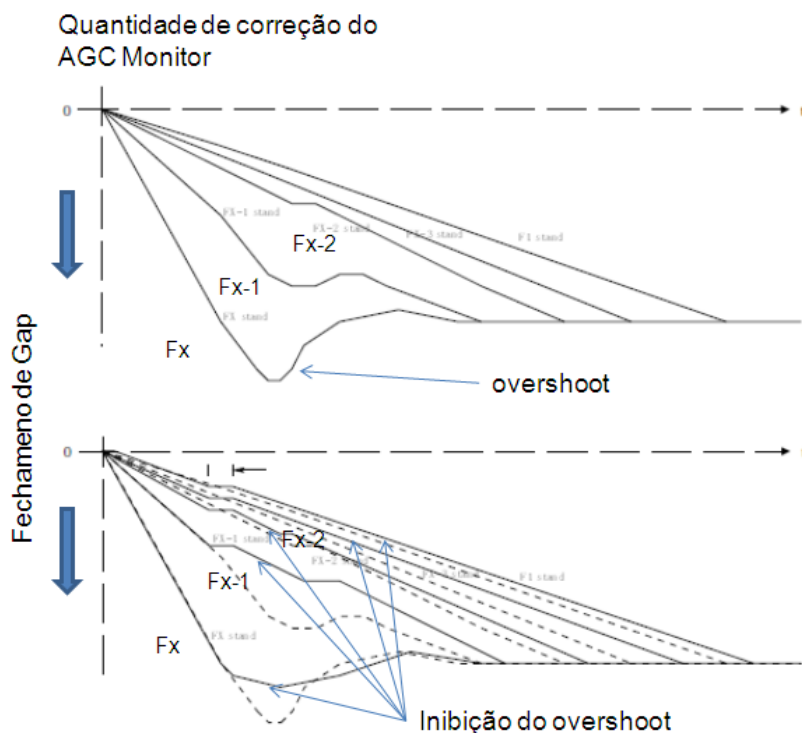 Quantidade de correção do
AGC Monitor
0
FX-1 stand
FX-2 stand
FX-3 stand
F1 stand
Fx-2
Fx-1
FX stand
Fx
overshoot
Fechameno de Gap
0
Fx-2
FX-1 stand
FX-2 stand
F1 stand
Fx-1
FX stand
Fx
Inibição do overshoot